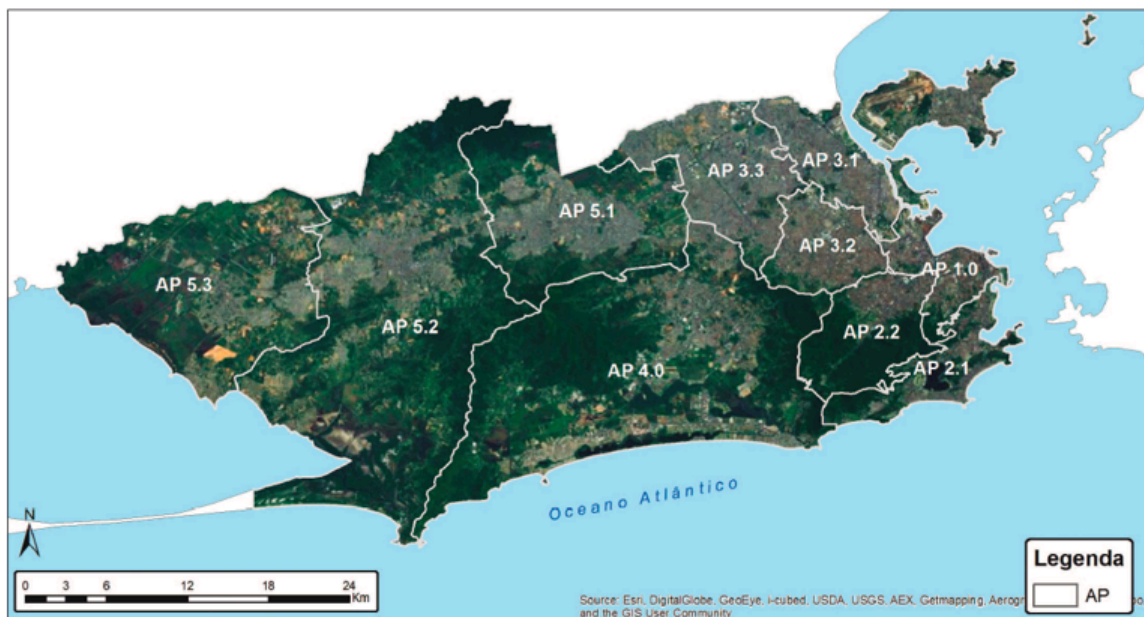 AP 3.3
AP 3.1
AP 5.1
AP 3.2
AP 1.0
AP 5.3
AP 5.2
AP 2.2
AP 4.0
AP 2.1
Oceano Atlântico
N
0 3 6 12 18 24
Km
Legenda
AP
Source: Esri, DigitalGlobe, GeoEye, i-cubed, USDA, USGS, AEX, Getmapping,
and the GIS User Community